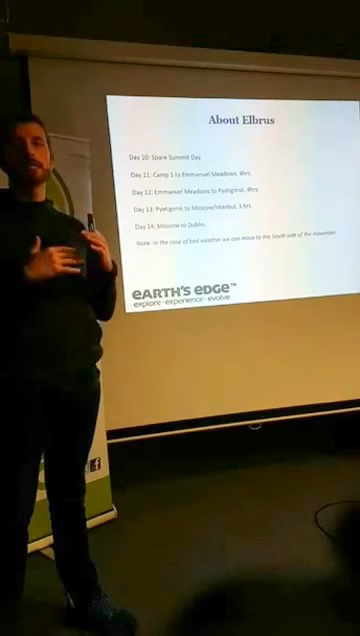 About Elbrus
Day 10: Spare Summit Day.
Day 11: Camp 1 to Emmanuel Meadows, 4hrs.
Day 12: Emmanuel Meadows to Pyatigorsk, 4hrs.
Day 13: Pyatigorsk to Moscow/Istanbul, 3 hrs
Day 14: Moscow to Dublin.
Note: in the case of bad weather we can move to the South side of the mountain
eARTH'S eDGE™
explore · experience · evolve
f